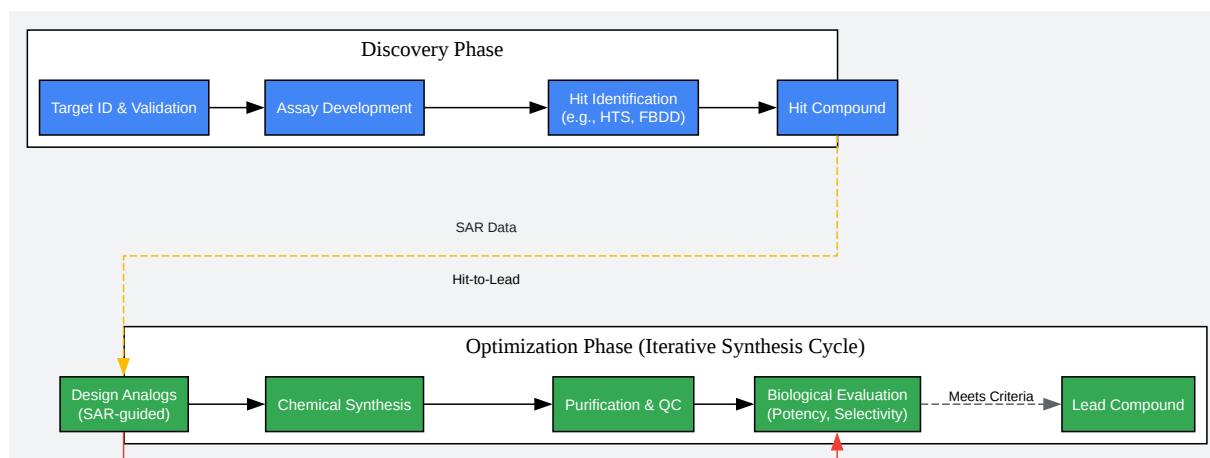 Discovery Phase
Target ID & Validation
Assay Development
Hit Identification
(e.g., HTS, FBDD)
Hit Compound
SAR Data
Hit-to-Lead
Optimization Phase (Iterative Synthesis Cycle)
Design Analogs
(SAR-guided)
Chemical Synthesis
Purification & QC
Biological Evaluation
(Potency, Selectivity)
Meets Criteria
Lead Compound